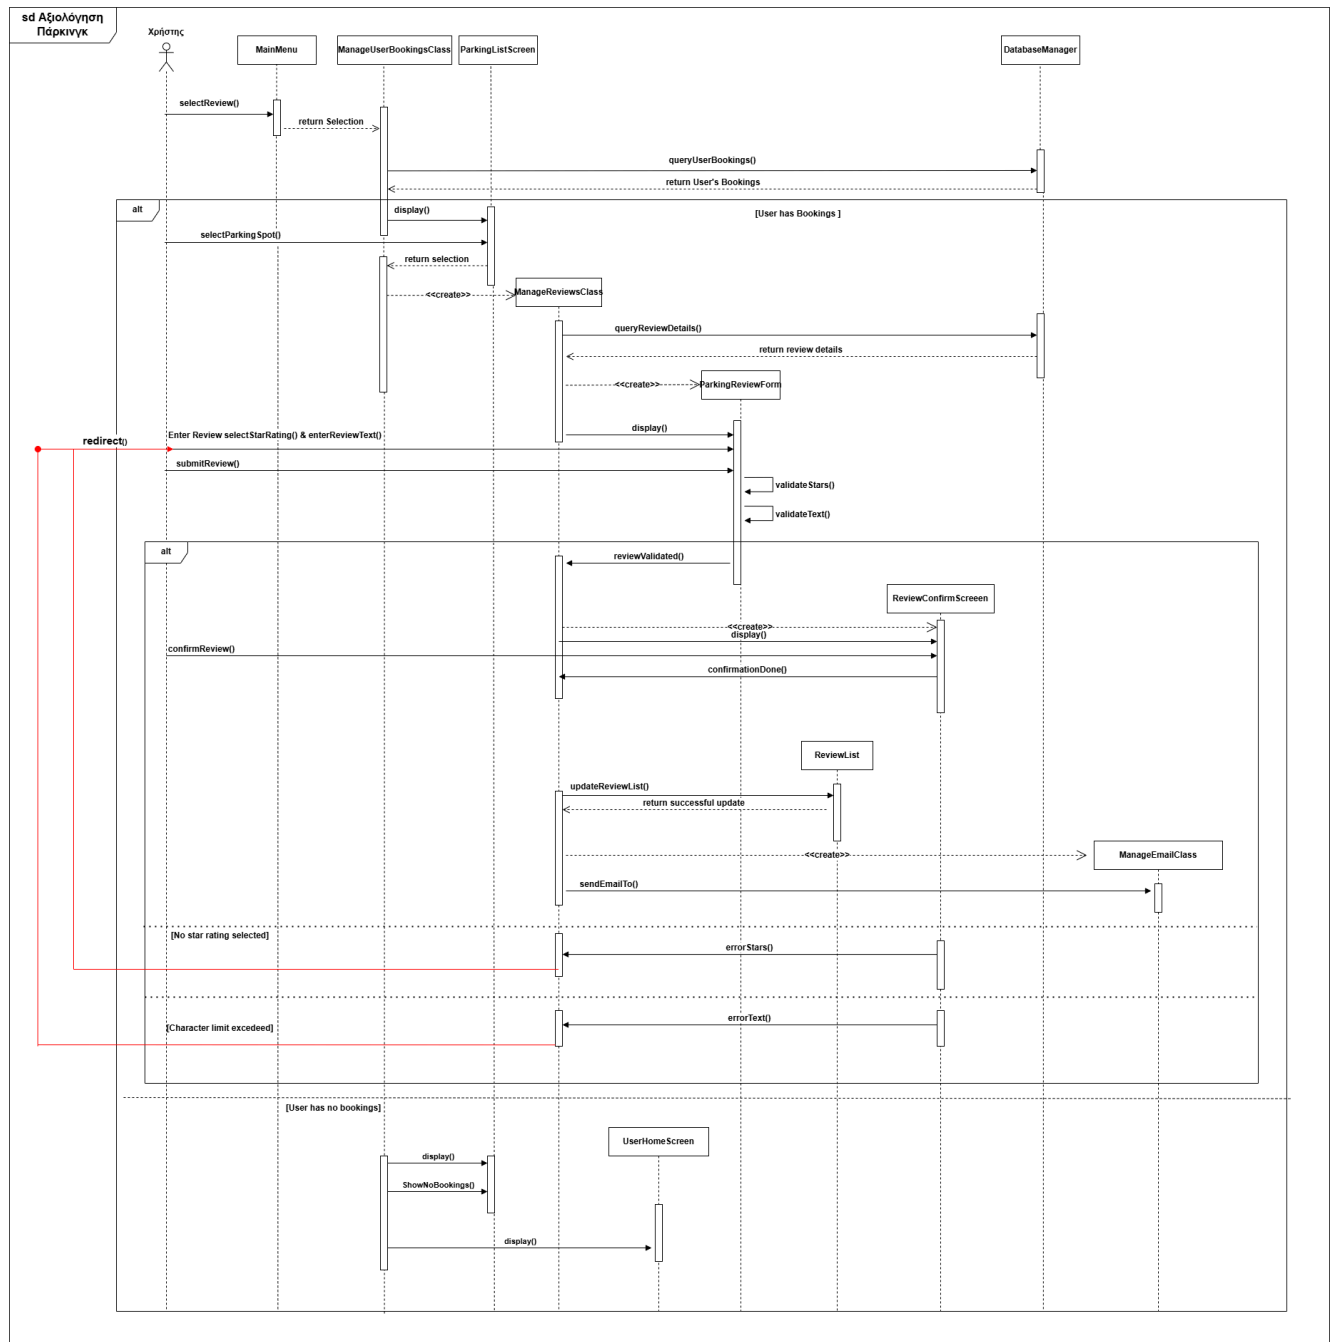 sd Αξιολόγηση
Πάρκινγκ
Χρήστης
MainMenu
ManageUserBookingsClass
ParkingListScreen
DatabaseManager
selectReview()
return Selection
queryUserBookings()
return User's Bookings
alt
[User has Bookings ]
display()
selectParkingSpot()
return selection
<<create>>
ManageReviewsClass
queryReviewDetails()
return review details
<<create>>
ParkingReviewForm
display()
redirect()
Enter Review selectStarRating() & enterReviewText()
submitReview()
validateStars()
validateText()
alt
reviewValidated()
ReviewConfirmScreeen
<<create>>
display()
confirmReview()
confirmationDone()
ReviewList
updateReviewList()
return successful update
<<create>>
ManageEmailClass
sendEmailTo()
[No star rating selected]
errorStars()
errorText()
[Character limit excedeed]
[User has no bookings]
UserHomeScreen
display()
ShowNoBookings()
display()